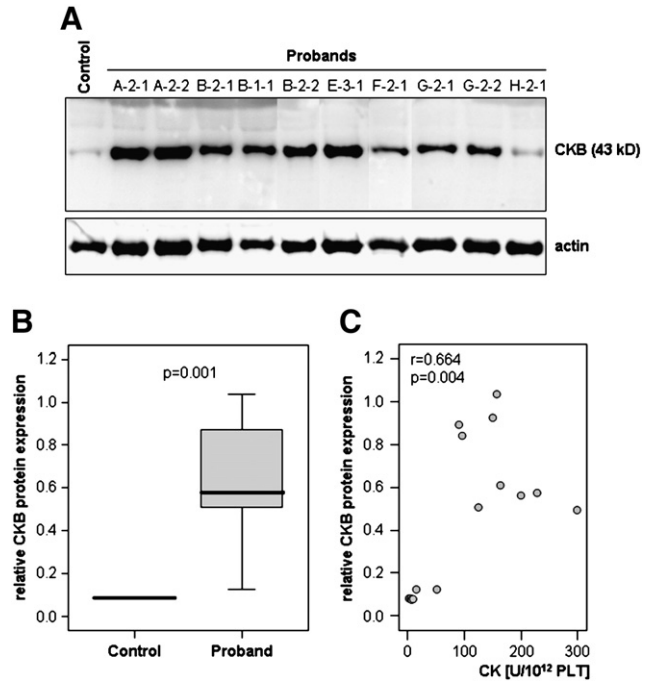 A
Control
Probands
A-2-1 A-2-2 B-2-1 B-1-1 B-2-2 E-3-1 F-2-1 G-2-1 G-2-2 H-2-1
CKB (43 kD)
actin
B
relative CKB protein expression
1.2
1.0
0.8
0.6
0.4
0.2
0.0
p=0.001
Control Proband
C
relative CKB protein expression
1.2
1.0
0.8
0.6
0.4
0.2
0.0
r=0.664
p=0.004
0 100 200 300
CK [U/10¹² PLT]